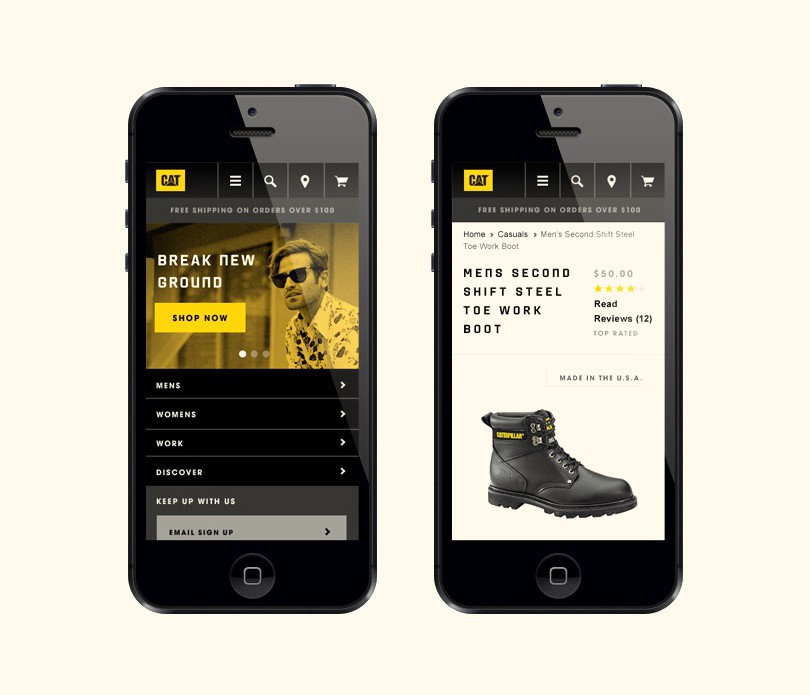 CAT
FREE SHIPPING ON ORDERS OVER $100
BREAK NEW
GROUND
SHOP NOW
MENS
WOMENS
WORK
DISCOVER
KEEP UP WITH US
EMAIL SIGN UP
CAT
FREE SHIPPING ON ORDERS OVER $100
Home > Casuals > Men's Second Shift Steel
Toe Work Boot
MENS SECOND
SHIFT STEEL
TOE WORK
BOOT
$50.00
Read
Reviews (12)
TOP RATED
MADE IN THE U.S.A.
CATERPILLAR